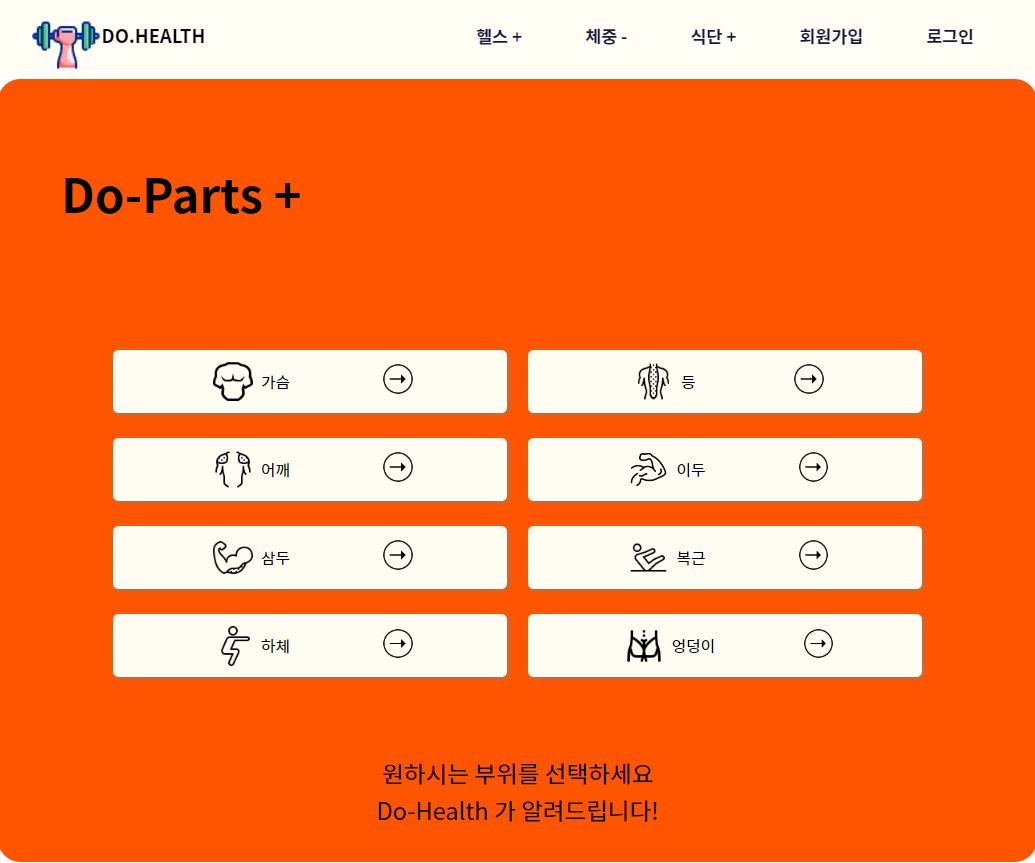 DO.HEALTH
헬스 +
체중 -
식단 +
회원가입
로그인
Do-Parts +
가슴
등
어깨
이두
삼두
복근
하체
엉덩이
원하시는 부위를 선택하세요
Do-Health 가 알려드립니다!